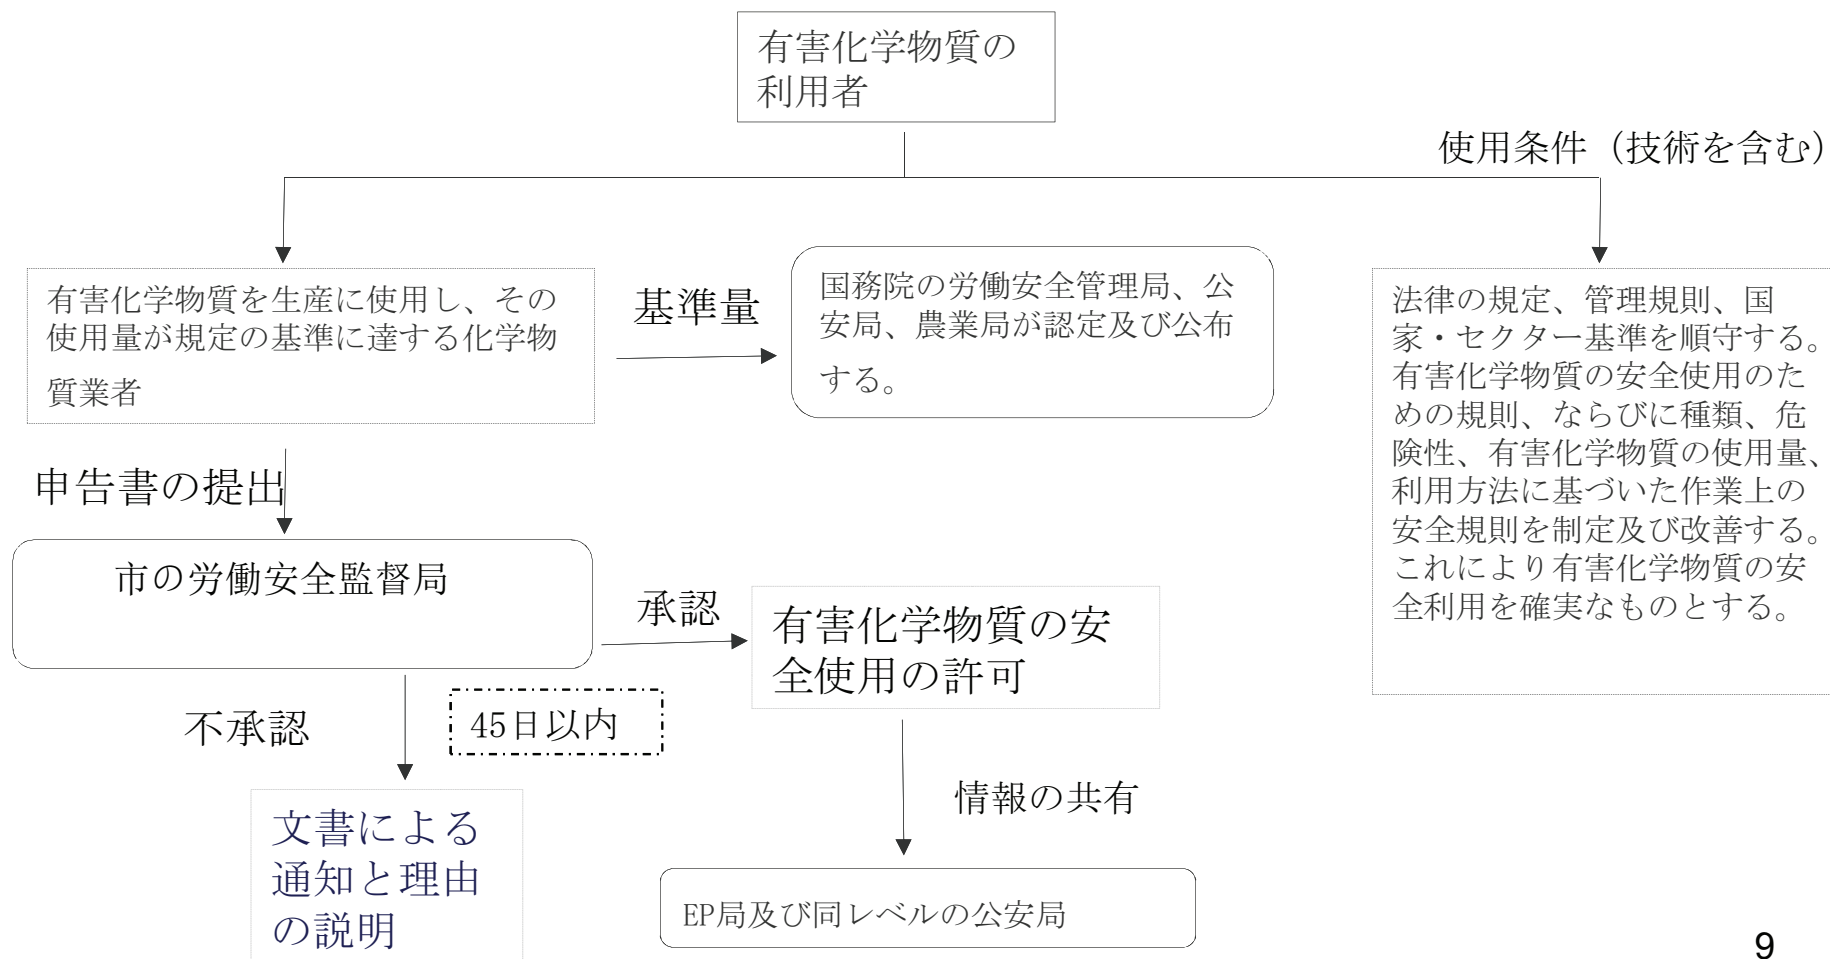 有害化学物質の
利用者
使用条件（技術を含む）
有害化学物質を生産に使用し、その
使用量が規定の基準に達する化学物
質業者
基準量
国務院の労働安全管理局、公
安局、農業局が認定及び公布
する。
法律の規定、管理規則、国
家・セクター基準を順守する。
有害化学物質の安全使用のた
めの規則、ならびに種類、危
険性、有害化学物質の使用量、
利用方法に基づいた作業上の
安全規則を制定及び改善する。
これにより有害化学物質の安
全利用を確実なものとする。
申告書の提出
市の労働安全監督局
承認
有害化学物質の安
全使用の許可
不承認
45日以内
情報の共有
文書による
通知と理由
の説明
EP局及び同レベルの公安局
9